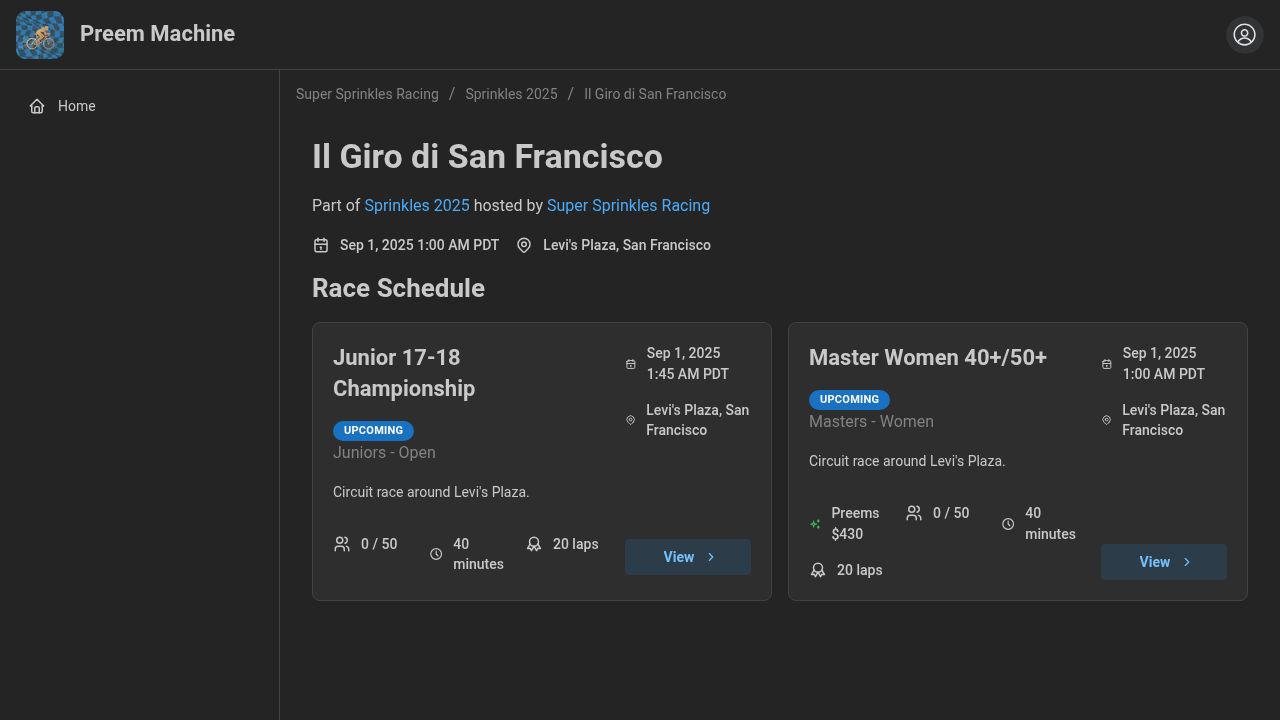 Preem Machine
Home
Super Sprinkles Racing / Sprinkles 2025 / Il Giro di San Francisco
Il Giro di San Francisco
Part of Sprinkles 2025 hosted by Super Sprinkles Racing
Sep 1, 2025 1:00 AM PDT Levi's Plaza, San Francisco
Race Schedule
Junior 17-18
Championship
UPCOMING
Juniors - Open
Circuit race around Levi's Plaza.
0 / 50
40
minutes
20 laps
Sep 1, 2025
1:45 AM PDT
Levi's Plaza, San
Francisco
View
Master Women 40+/50+
UPCOMING
Masters - Women
Circuit race around Levi's Plaza.
Preems
$430
0 / 50
40
minutes
20 laps
Sep 1, 2025
1:00 AM PDT
Levi's Plaza, San
Francisco
View